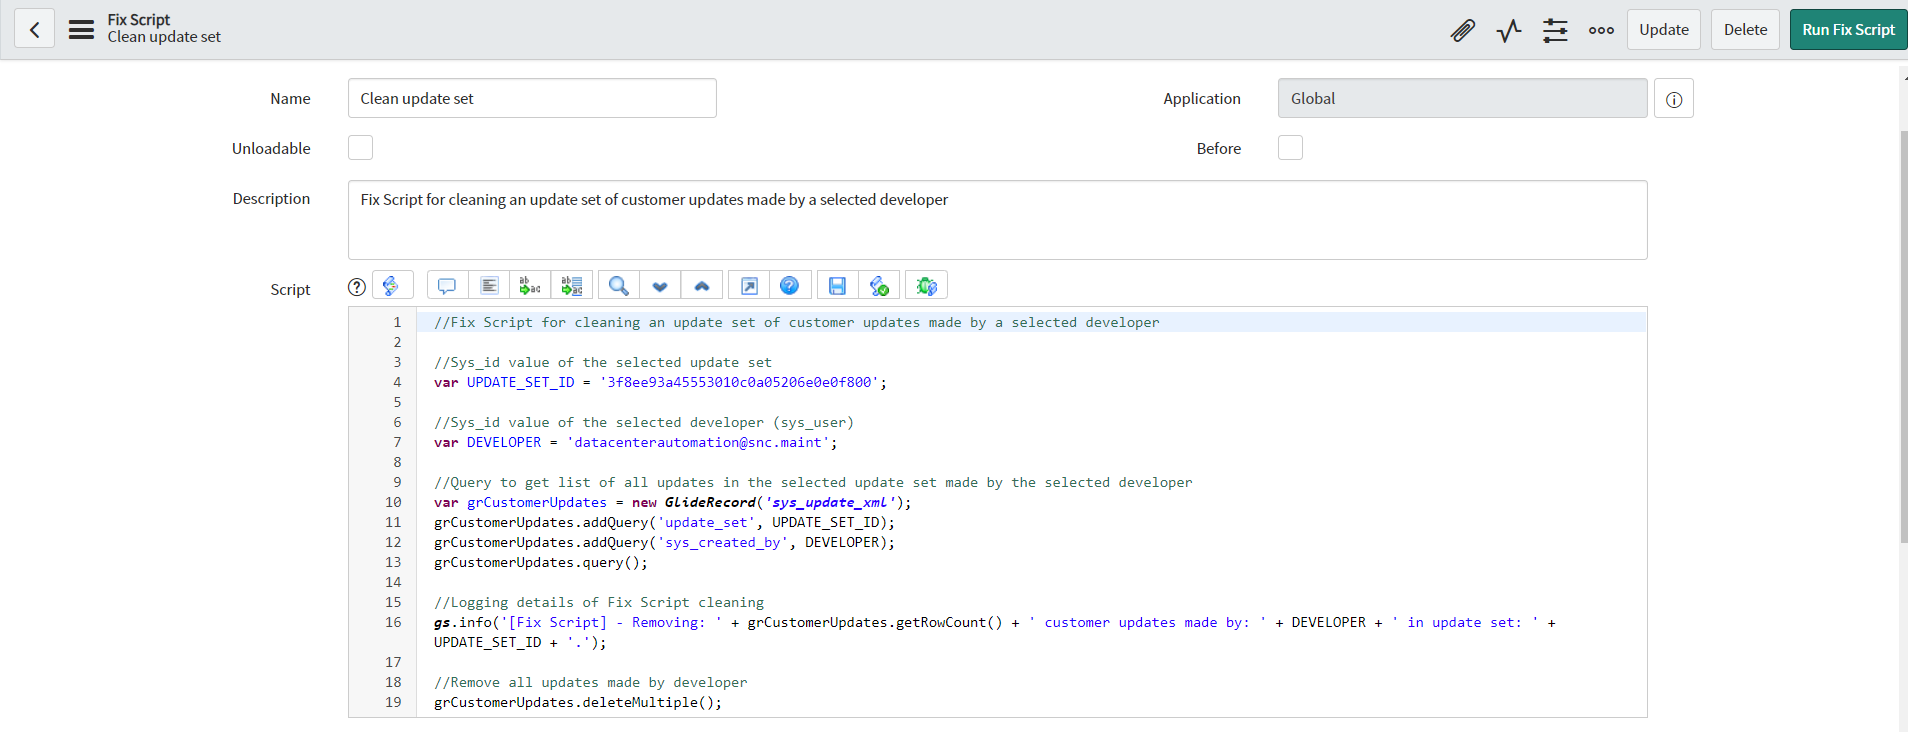 Fix Script
Clean update set
Update
Delete
Run Fix Script
Name
Clean update set
Application
Global
Unloadable
Before
Description
Fix Script for cleaning an update set of customer updates made by a selected developer
Script
1 //Fix Script for cleaning an update set of customer updates made by a selected developer
2
3 //Sys_id value of the selected update set
4 var UPDATE_SET_ID = '3f8ee93a45553010c0a05206e0e0f800';
5
6 //Sys_id value of the selected developer (sys_user)
7 var DEVELOPER = 'datacenterautomation@snc.maint';
8
9 //Query to get list of all updates in the selected update set made by the selected developer
10 var grCustomerUpdates = new GlideRecord('sys_update_xml');
11 grCustomerUpdates.addQuery('update_set', UPDATE_SET_ID);
12 grCustomerUpdates.addQuery('sys_created_by', DEVELOPER);
13 grCustomerUpdates.query();
14
15 //Logging details of Fix Script cleaning
16 gs.info('[Fix Script] - Removing: ' + grCustomerUpdates.getRowCount() + ' customer updates made by: ' + DEVELOPER + ' in update set: ' +
UPDATE_SET_ID + '.');
17
18 //Remove all updates made by developer
19 grCustomerUpdates.deleteMultiple();